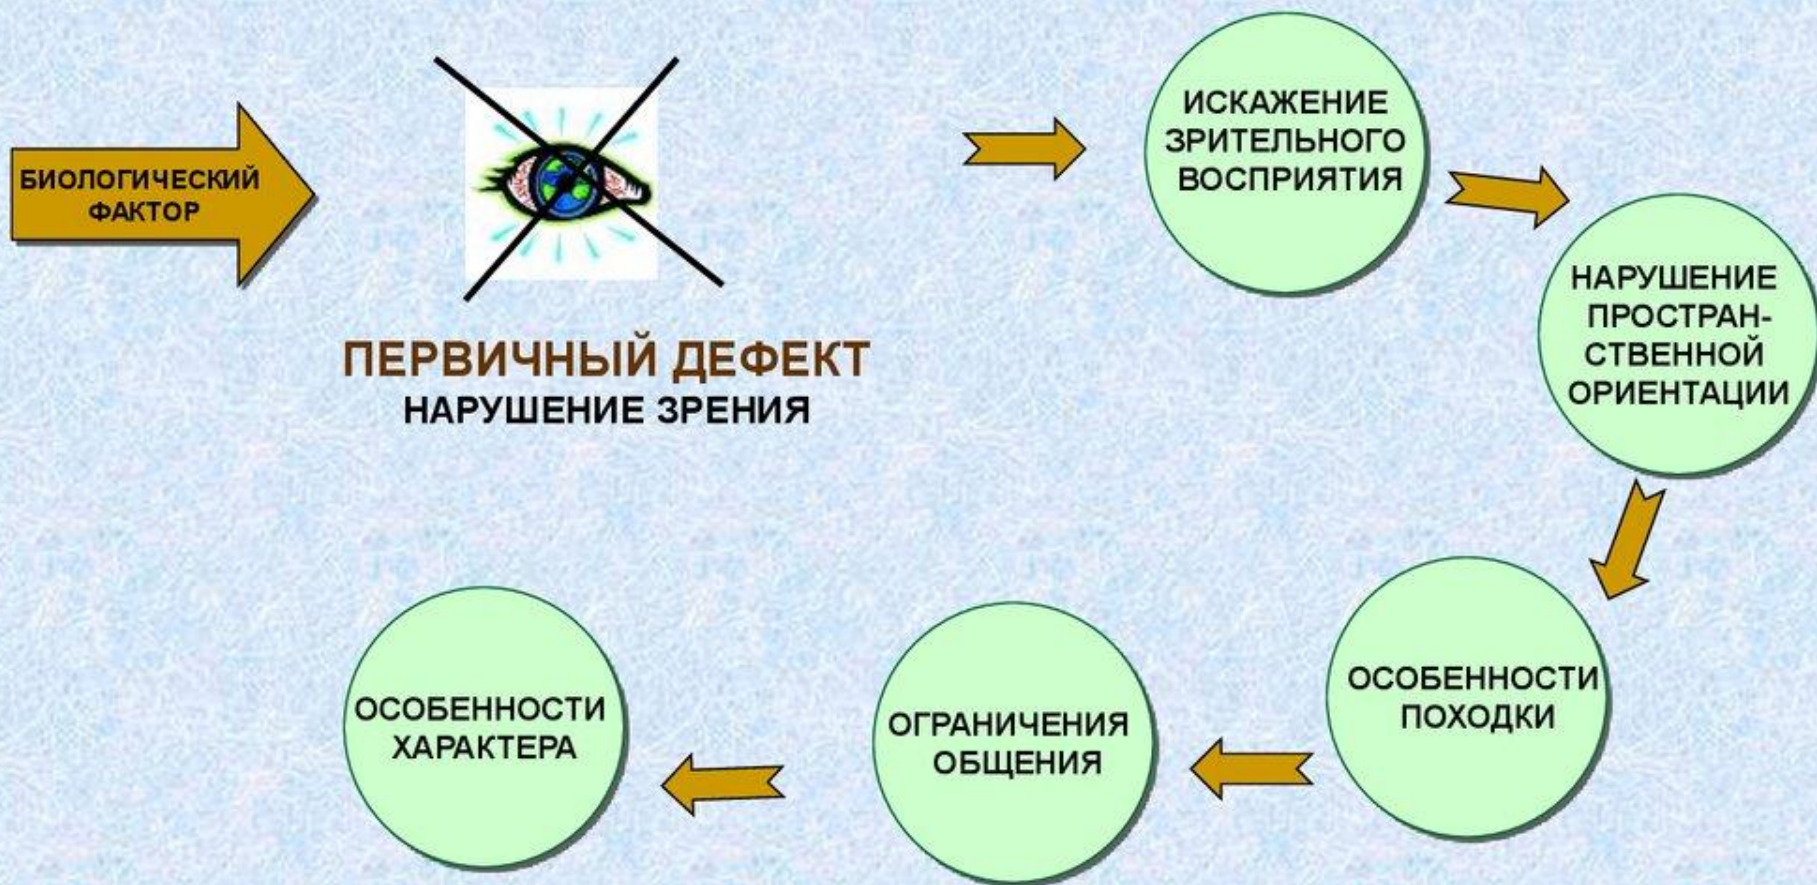 БИОЛОГИЧЕСКИЙ
ФАКТОР
ПЕРВИЧНЫЙ ДЕФЕКТ
НАРУШЕНИЕ ЗРЕНИЯ
ИСКАЖЕНИЕ
ЗРИТЕЛЬНОГО
ВОСПРИЯТИЯ
НАРУШЕНИЕ
ПРОСТРАН-
СТВЕННОЙ
ОРИЕНТАЦИИ
ОСОБЕННОСТИ
ПОХОДКИ
ОГРАНИЧЕНИЯ
ОБЩЕНИЯ
ОСОБЕННОСТИ
ХАРАКТЕРА